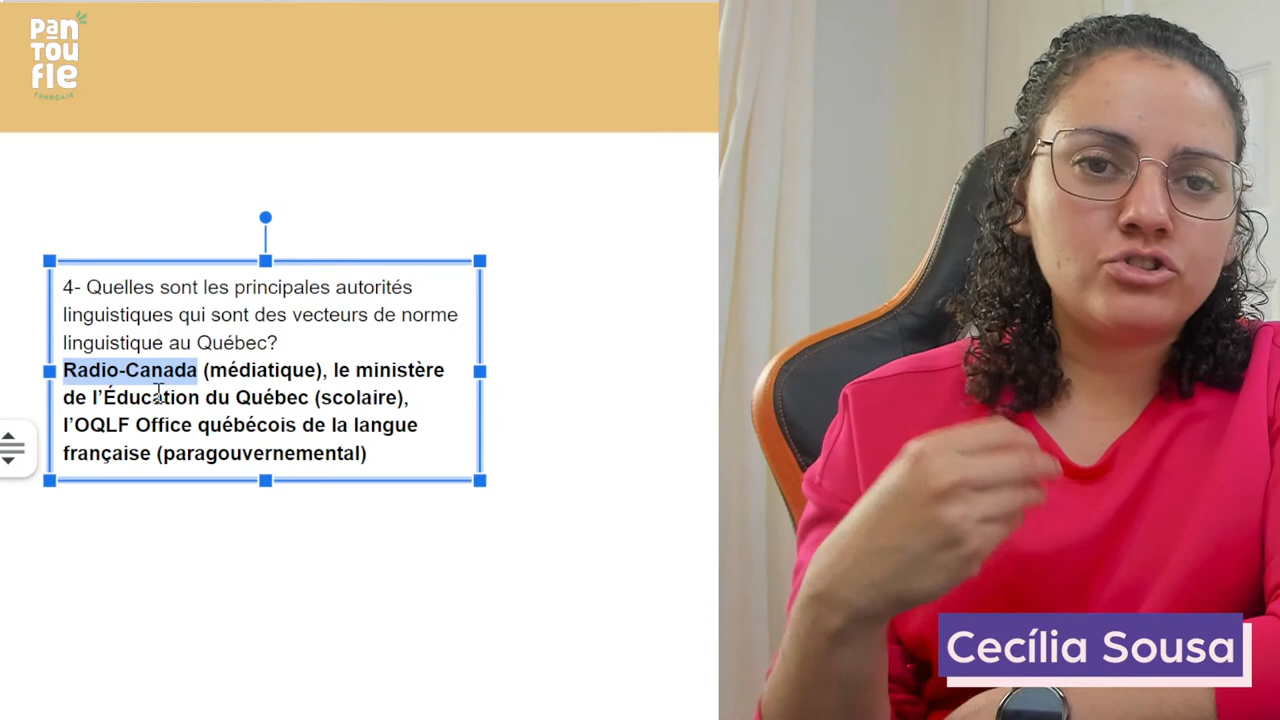 Pan
TOU
fle
FRANÇAIS
4- Quelles sont les principales autorités
linguistiques qui sont des vecteurs de norme
linguistique au Québec?
Radio-Canada (médiatique), le ministère
de l’Éducation du Québec (scolaire),
l’OQLF Office québécois de la langue
française (paragouvernemental)
Cecília Sousa